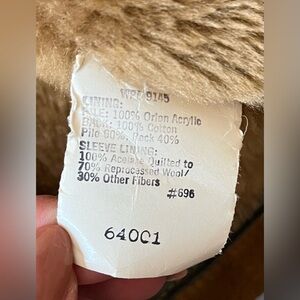 WPL 9145
LINING:
PILE: 100% Orlon Acrylic
BACK: 100% Cotton
Pile 60%, Back 40%
SLEEVE LINING:
100% Acetate Quilted to
70% Reprocessed Wool/
30% Other Fibers
#696
64001